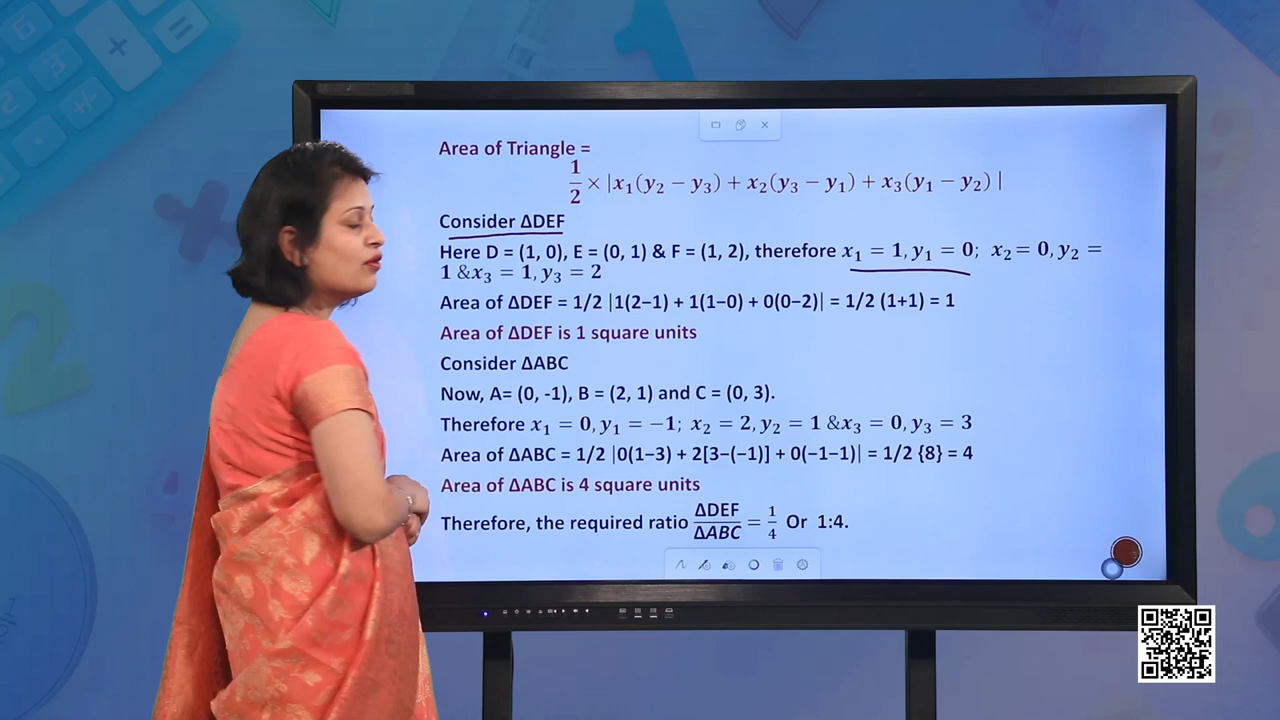 Area of Triangle =
1/2 × |x₁(y₂ − y₃) + x₂(y₃ − y₁) + x₃(y₁ − y₂) |
Consider ΔDEF
Here D = (1, 0), E = (0, 1) & F = (1, 2), therefore x₁ = 1, y₁ = 0; x₂ = 0, y₂ =
1 &x₃ = 1, y₃ = 2
Area of ΔDEF = 1/2 |1(2−1) + 1(1−0) + 0(0−2)| = 1/2 (1+1) = 1
Area of ΔDEF is 1 square units
Consider ΔABC
Now, A= (0, -1), B = (2, 1) and C = (0, 3).
Therefore x₁ = 0, y₁ = −1; x₂ = 2, y₂ = 1 &x₃ = 0, y₃ = 3
Area of ΔABC = 1/2 |0(1−3) + 2[3−(−1)] + 0(−1−1)| = 1/2 {8} = 4
Area of ΔABC is 4 square units
Therefore, the required ratio ΔDEF/ΔABC = 1/4 Or 1:4.